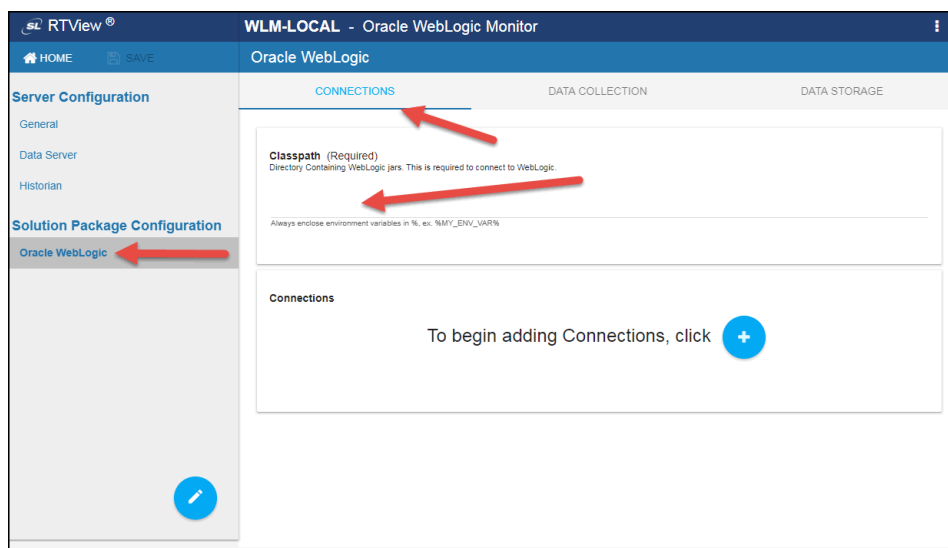 SL RTView ®
WLM-LOCAL - Oracle WebLogic Monitor
HOME
SAVE
Oracle WebLogic
Server Configuration
General
Data Server
Historian
Solution Package Configuration
Oracle WebLogic
CONNECTIONS
DATA COLLECTION
DATA STORAGE
Classpath (Required)
Directory Containing WebLogic jars. This is required to connect to WebLogic.
Always enclose environment variables in %, ex. %MY_ENV_VAR%
Connections
To begin adding Connections, click